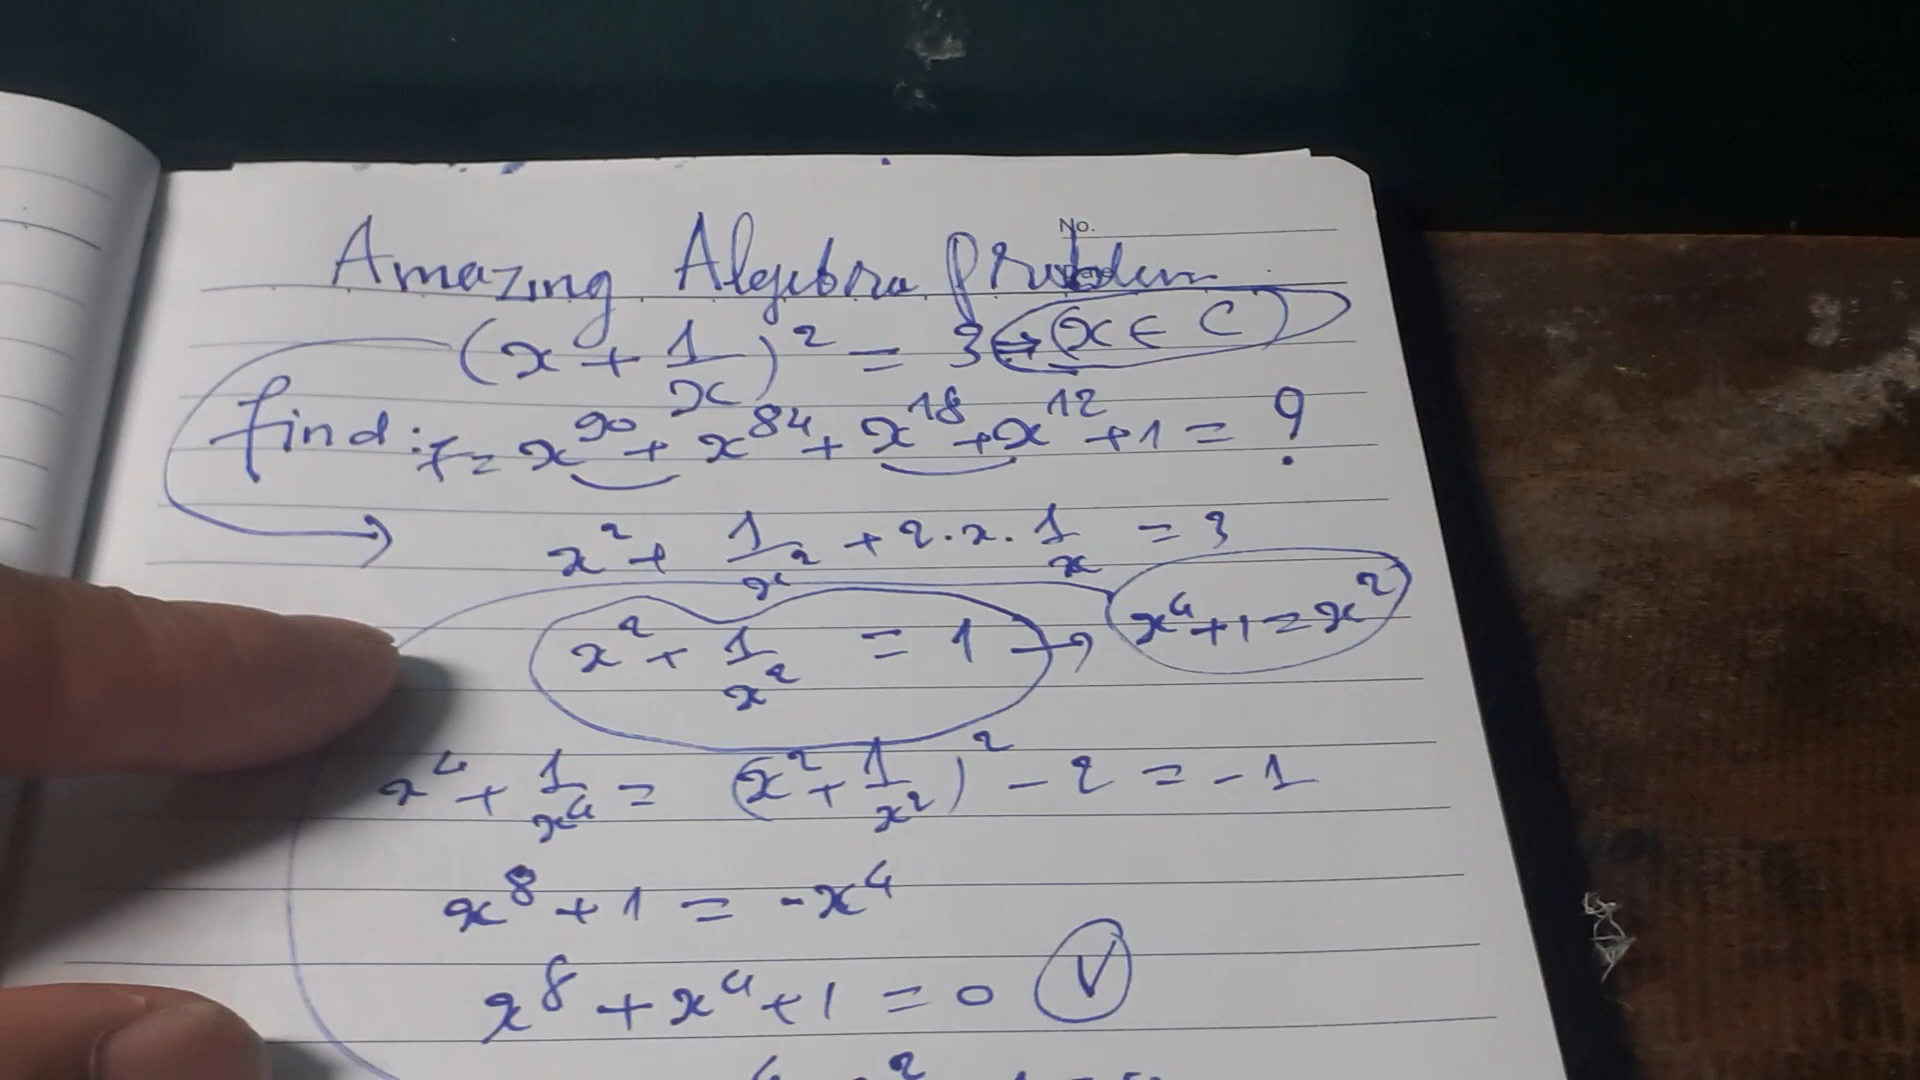 No.
Amazing Algebra Problem
(x + 1/x)² = 3 → (x ∈ C)
find: F = x⁹⁰ + x⁸⁴ + x¹⁸ + x¹² + 1 = ?
x² + 1/x² + 2·x·1/x = 3
x² + 1/x² = 1 → x⁴ + 1 = x²
x⁴ + 1/x⁴ = (x² + 1/x²)² - 2 = -1
x⁸ + 1 = -x⁴
x⁸ + x⁴ + 1 = 0 V